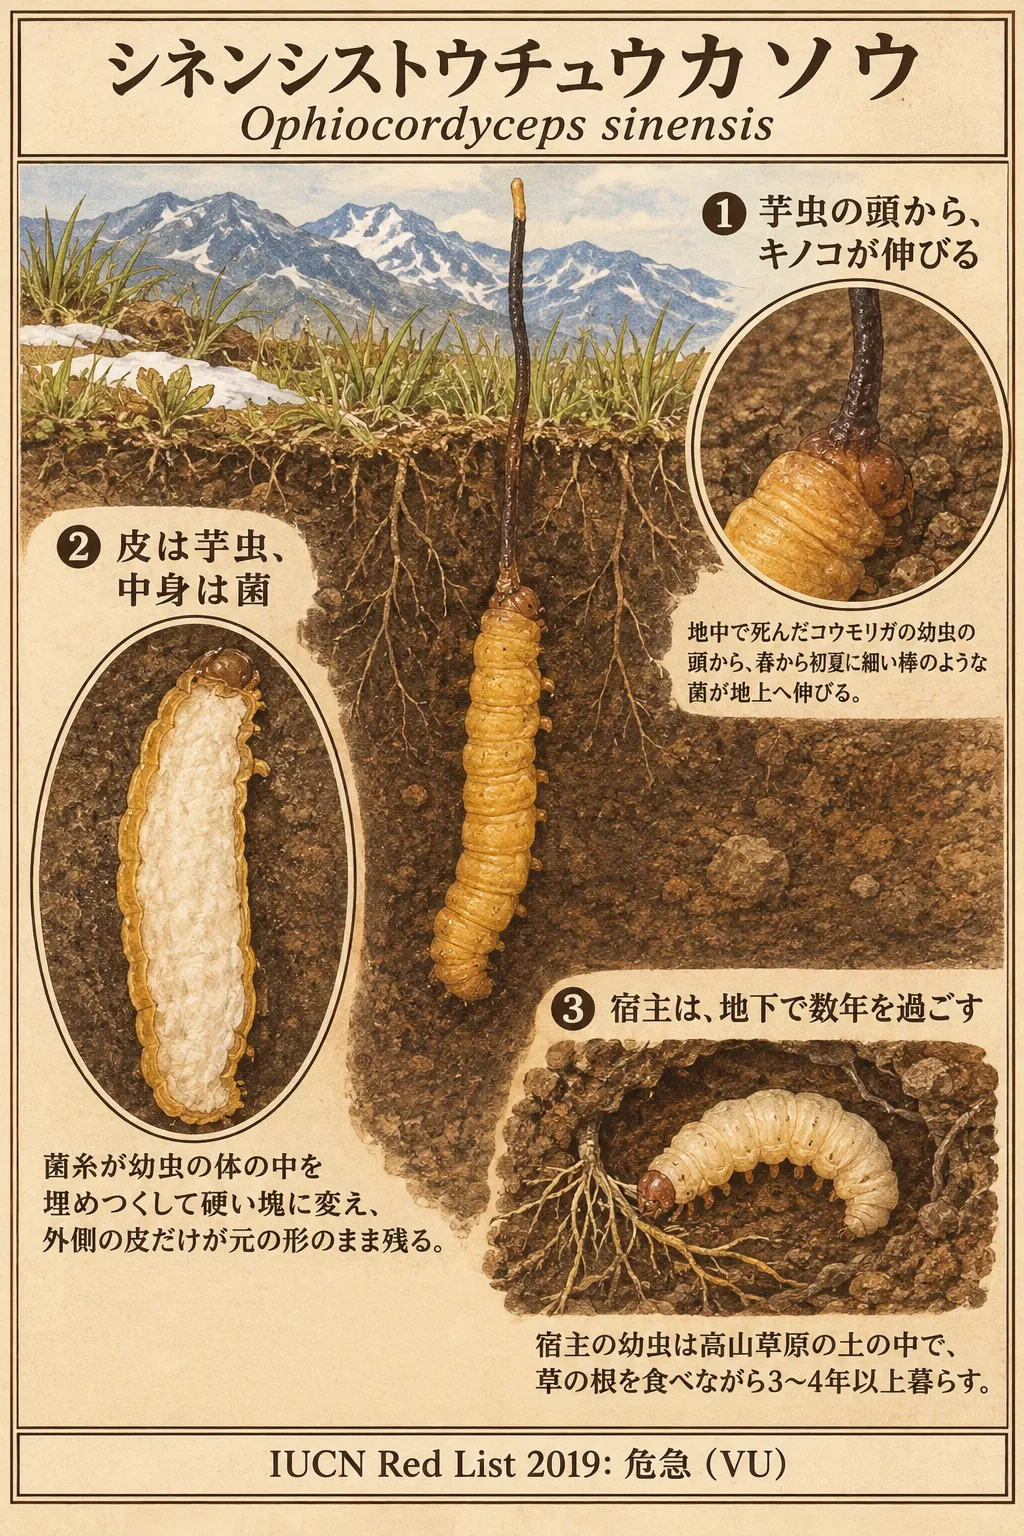 シネンシストウチュウカソウ
Ophiocordyceps sinensis
1 芋虫の頭から、
キノコが伸びる
地中で死んだコウモリガの幼虫の
頭から、春から初夏に細い棒のような
菌が地上へ伸びる。
2 皮は芋虫、
中身は菌
菌糸が幼虫の体の中を
埋めつくして硬い塊に変え、
外側の皮だけが元の形のまま残る。
3 宿主は、地下で数年を過ごす
宿主の幼虫は高山草原の土の中で、
草の根を食べながら3〜4年以上暮らす。
IUCN Red List 2019: 危急 (VU)